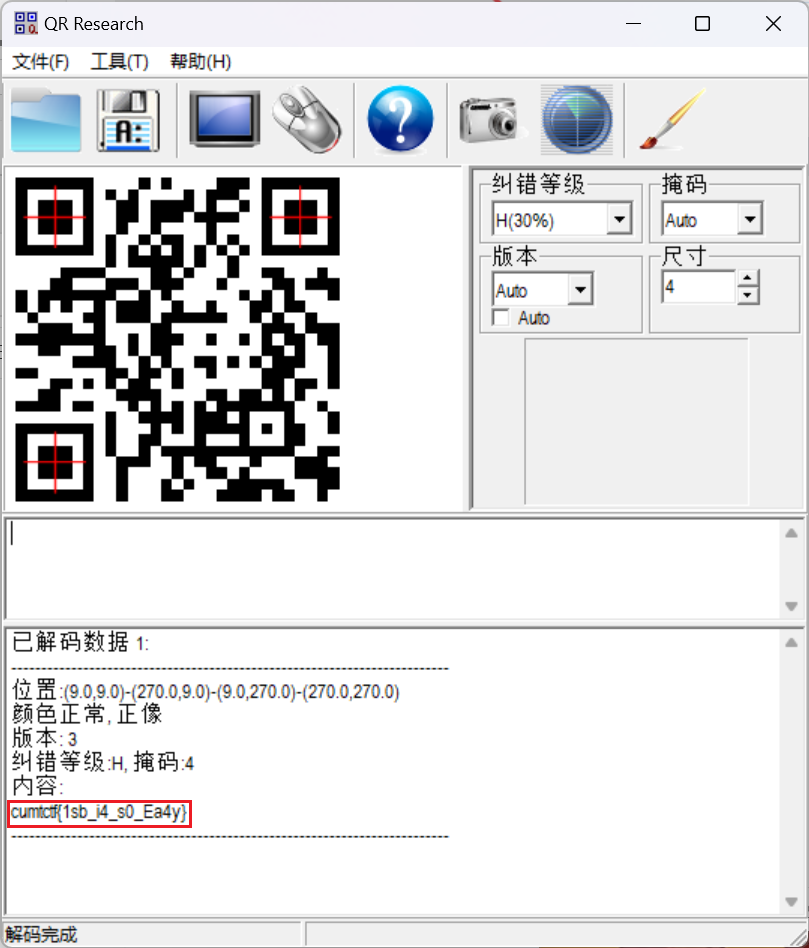 QR Research
文件(F) 工具(T) 帮助(H)
A:
纠错等级 掩码
H(30%) Auto
版本 尺寸
Auto 4
Auto
已解码数据 1:
---------------------------------------------------------------------------
位置:(9.0,9.0)-(270.0,9.0)-(9.0,270.0)-(270.0,270.0)
颜色正常, 正像
版本: 3
纠错等级:H, 掩码:4
内容:
cumtctf{1sb_i4_s0_Ea4y}
---------------------------------------------------------------------------
解码完成